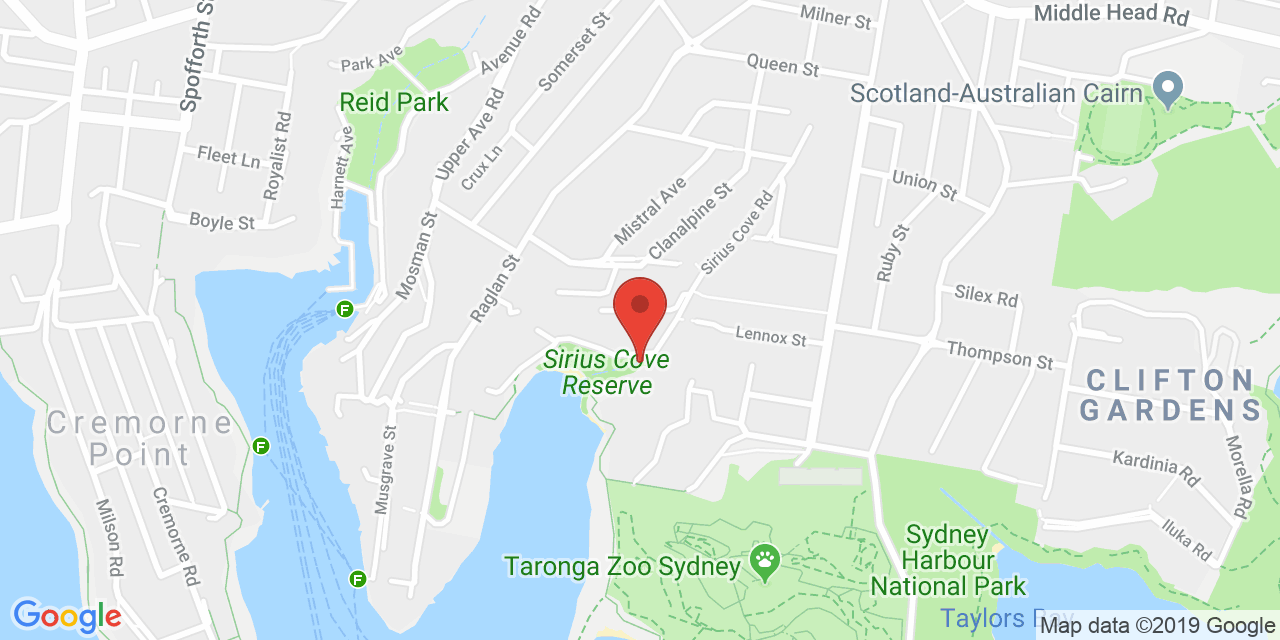 Spofforth St
Milner St
Middle Head Rd
Park Ave
Avenue Rd
Somerset St
Queen St
Scotland-Australian Cairn
Reid Park
Upper Ave Rd
Royalist Rd
Fleet Ln
Harnett Ave
Crux Ln
Union St
Mistral Ave
Clanalpine St
Sirius Cove Rd
Boyle St
Mosman St
Raglan St
Ruby St
Silex Rd
F
Lennox St
Thompson St
Sirius Cove
Reserve
CLIFTON
GARDENS
Cremorne
Point
F
Musgrave St
Kardinia Rd
Morella Rd
Milson Rd
Cremorne Rd
Iluka Rd
Sydney
Harbour
National Park
Taronga Zoo Sydney
F
Taylors Bay
Google
Map data ©2019 Google